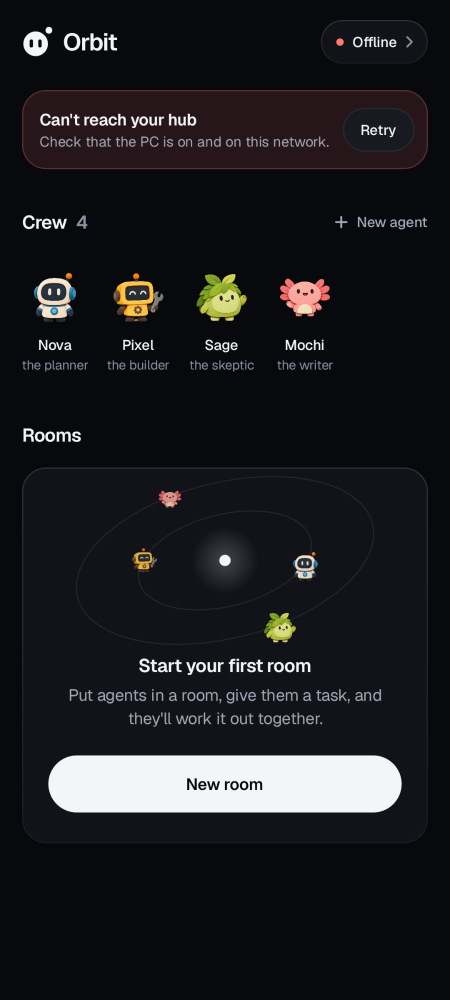 Orbit
Offline
Can't reach your hub
Check that the PC is on and on this network.
Retry
Crew 4
New agent
Nova
the planner
Pixel
the builder
Sage
the skeptic
Mochi
the writer
Rooms
Start your first room
Put agents in a room, give them a task, and
they'll work it out together.
New room